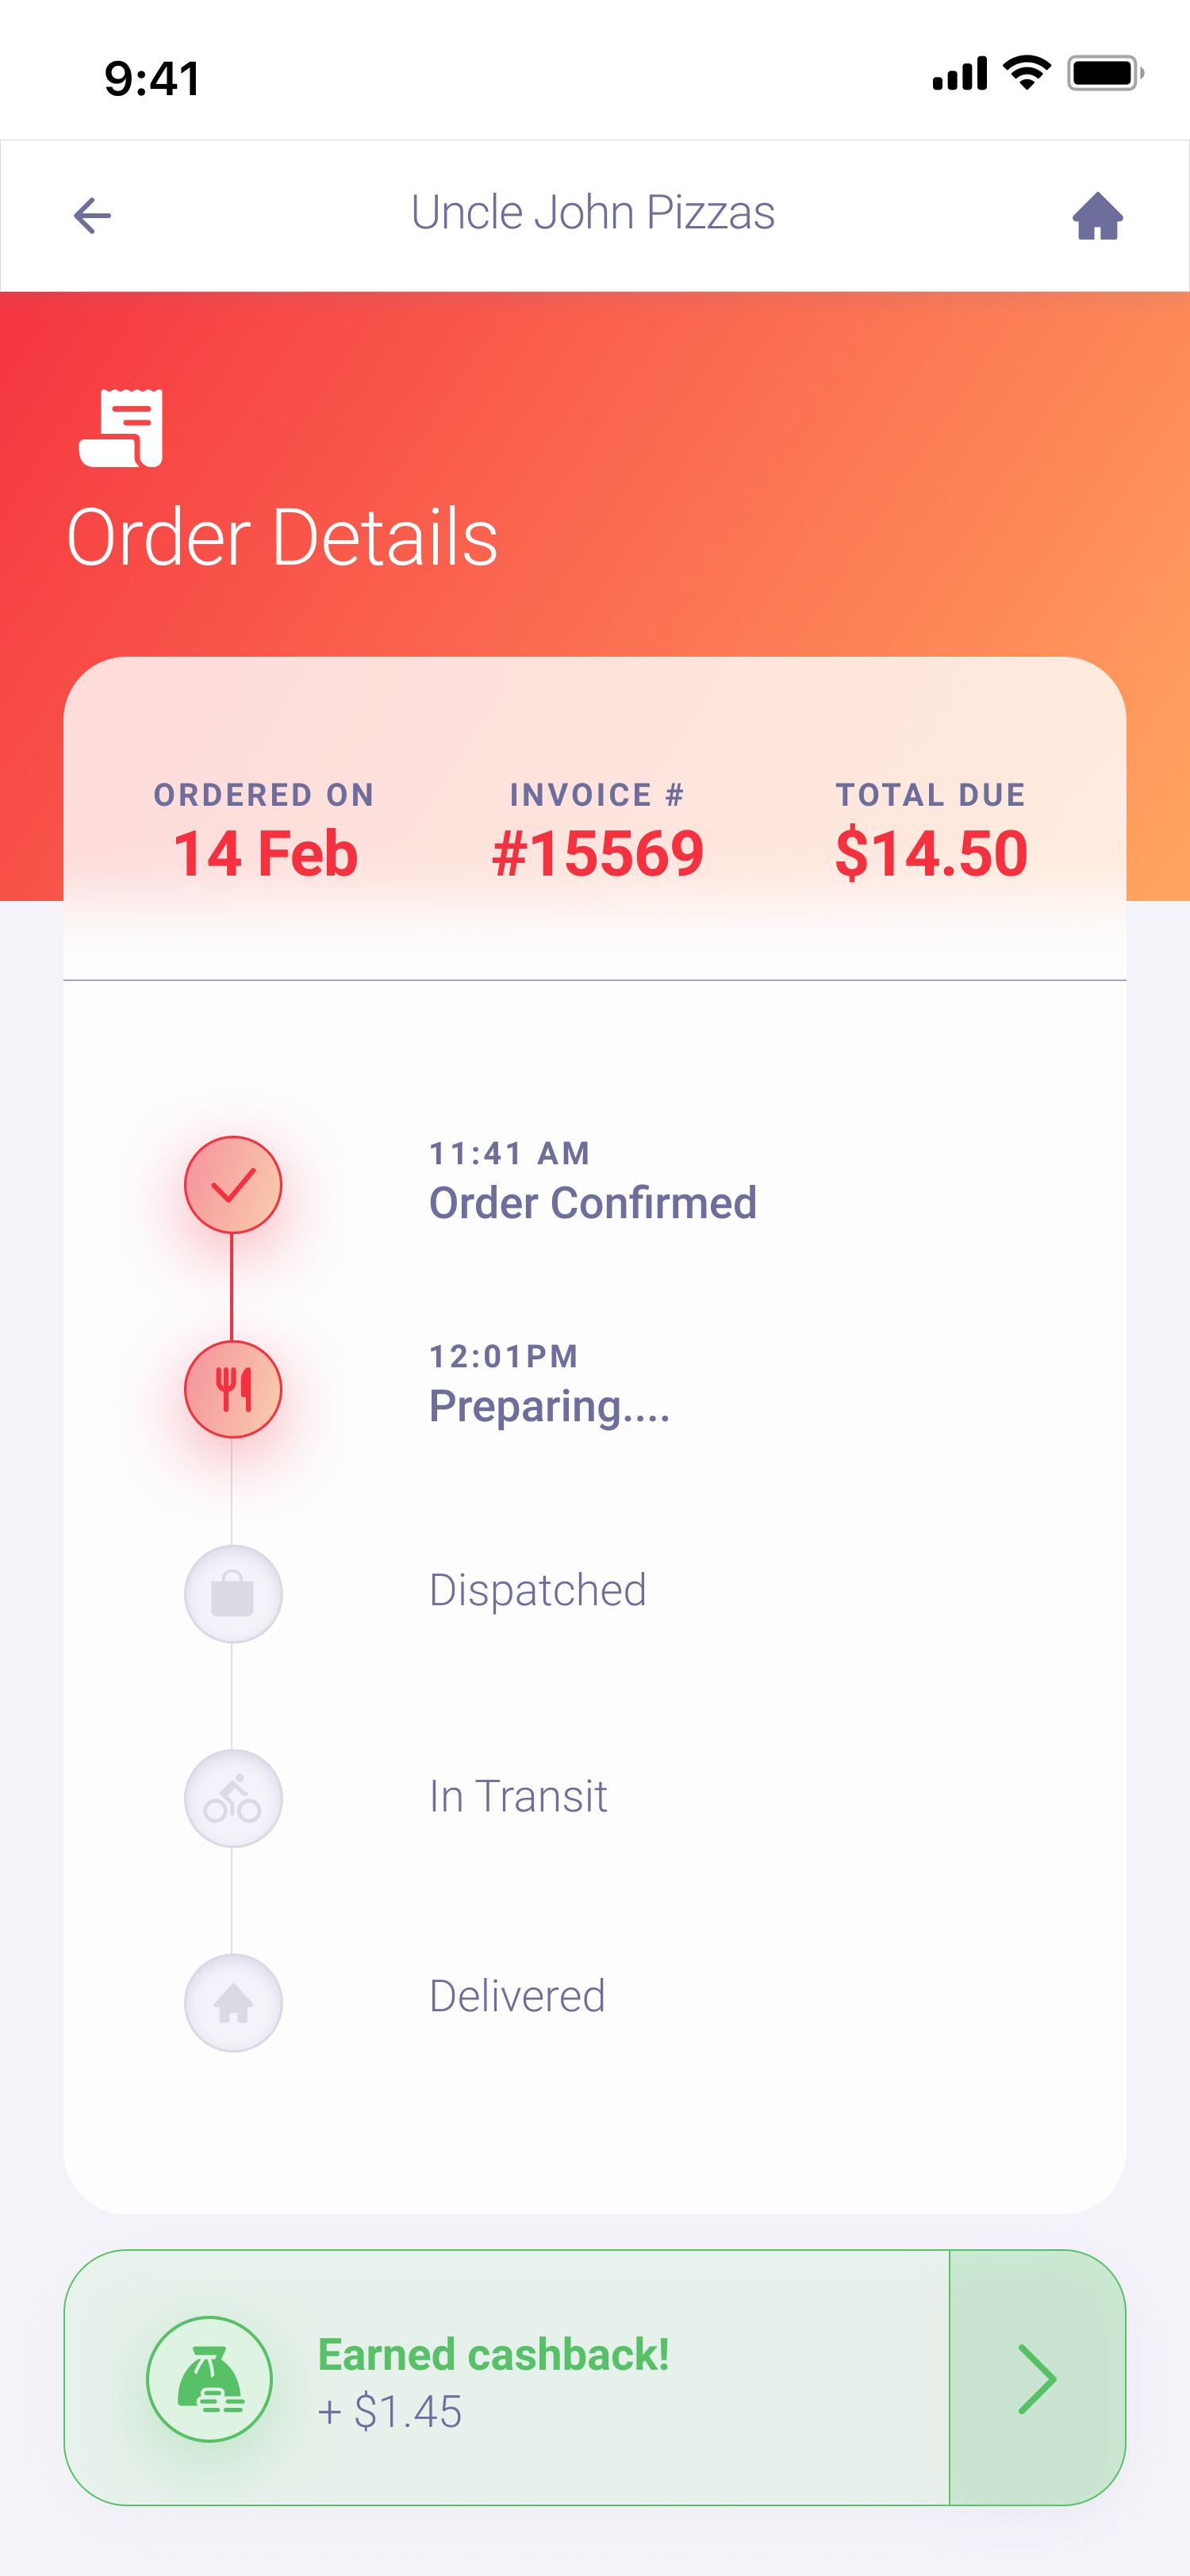 9:41
Uncle John Pizzas
Order Details
ORDERED ON
14 Feb
INVOICE #
#15569
TOTAL DUE
$14.50
11:41 AM
Order Confirmed
12:01PM
Preparing....
Dispatched
In Transit
Delivered
Earned cashback!
+ $1.45